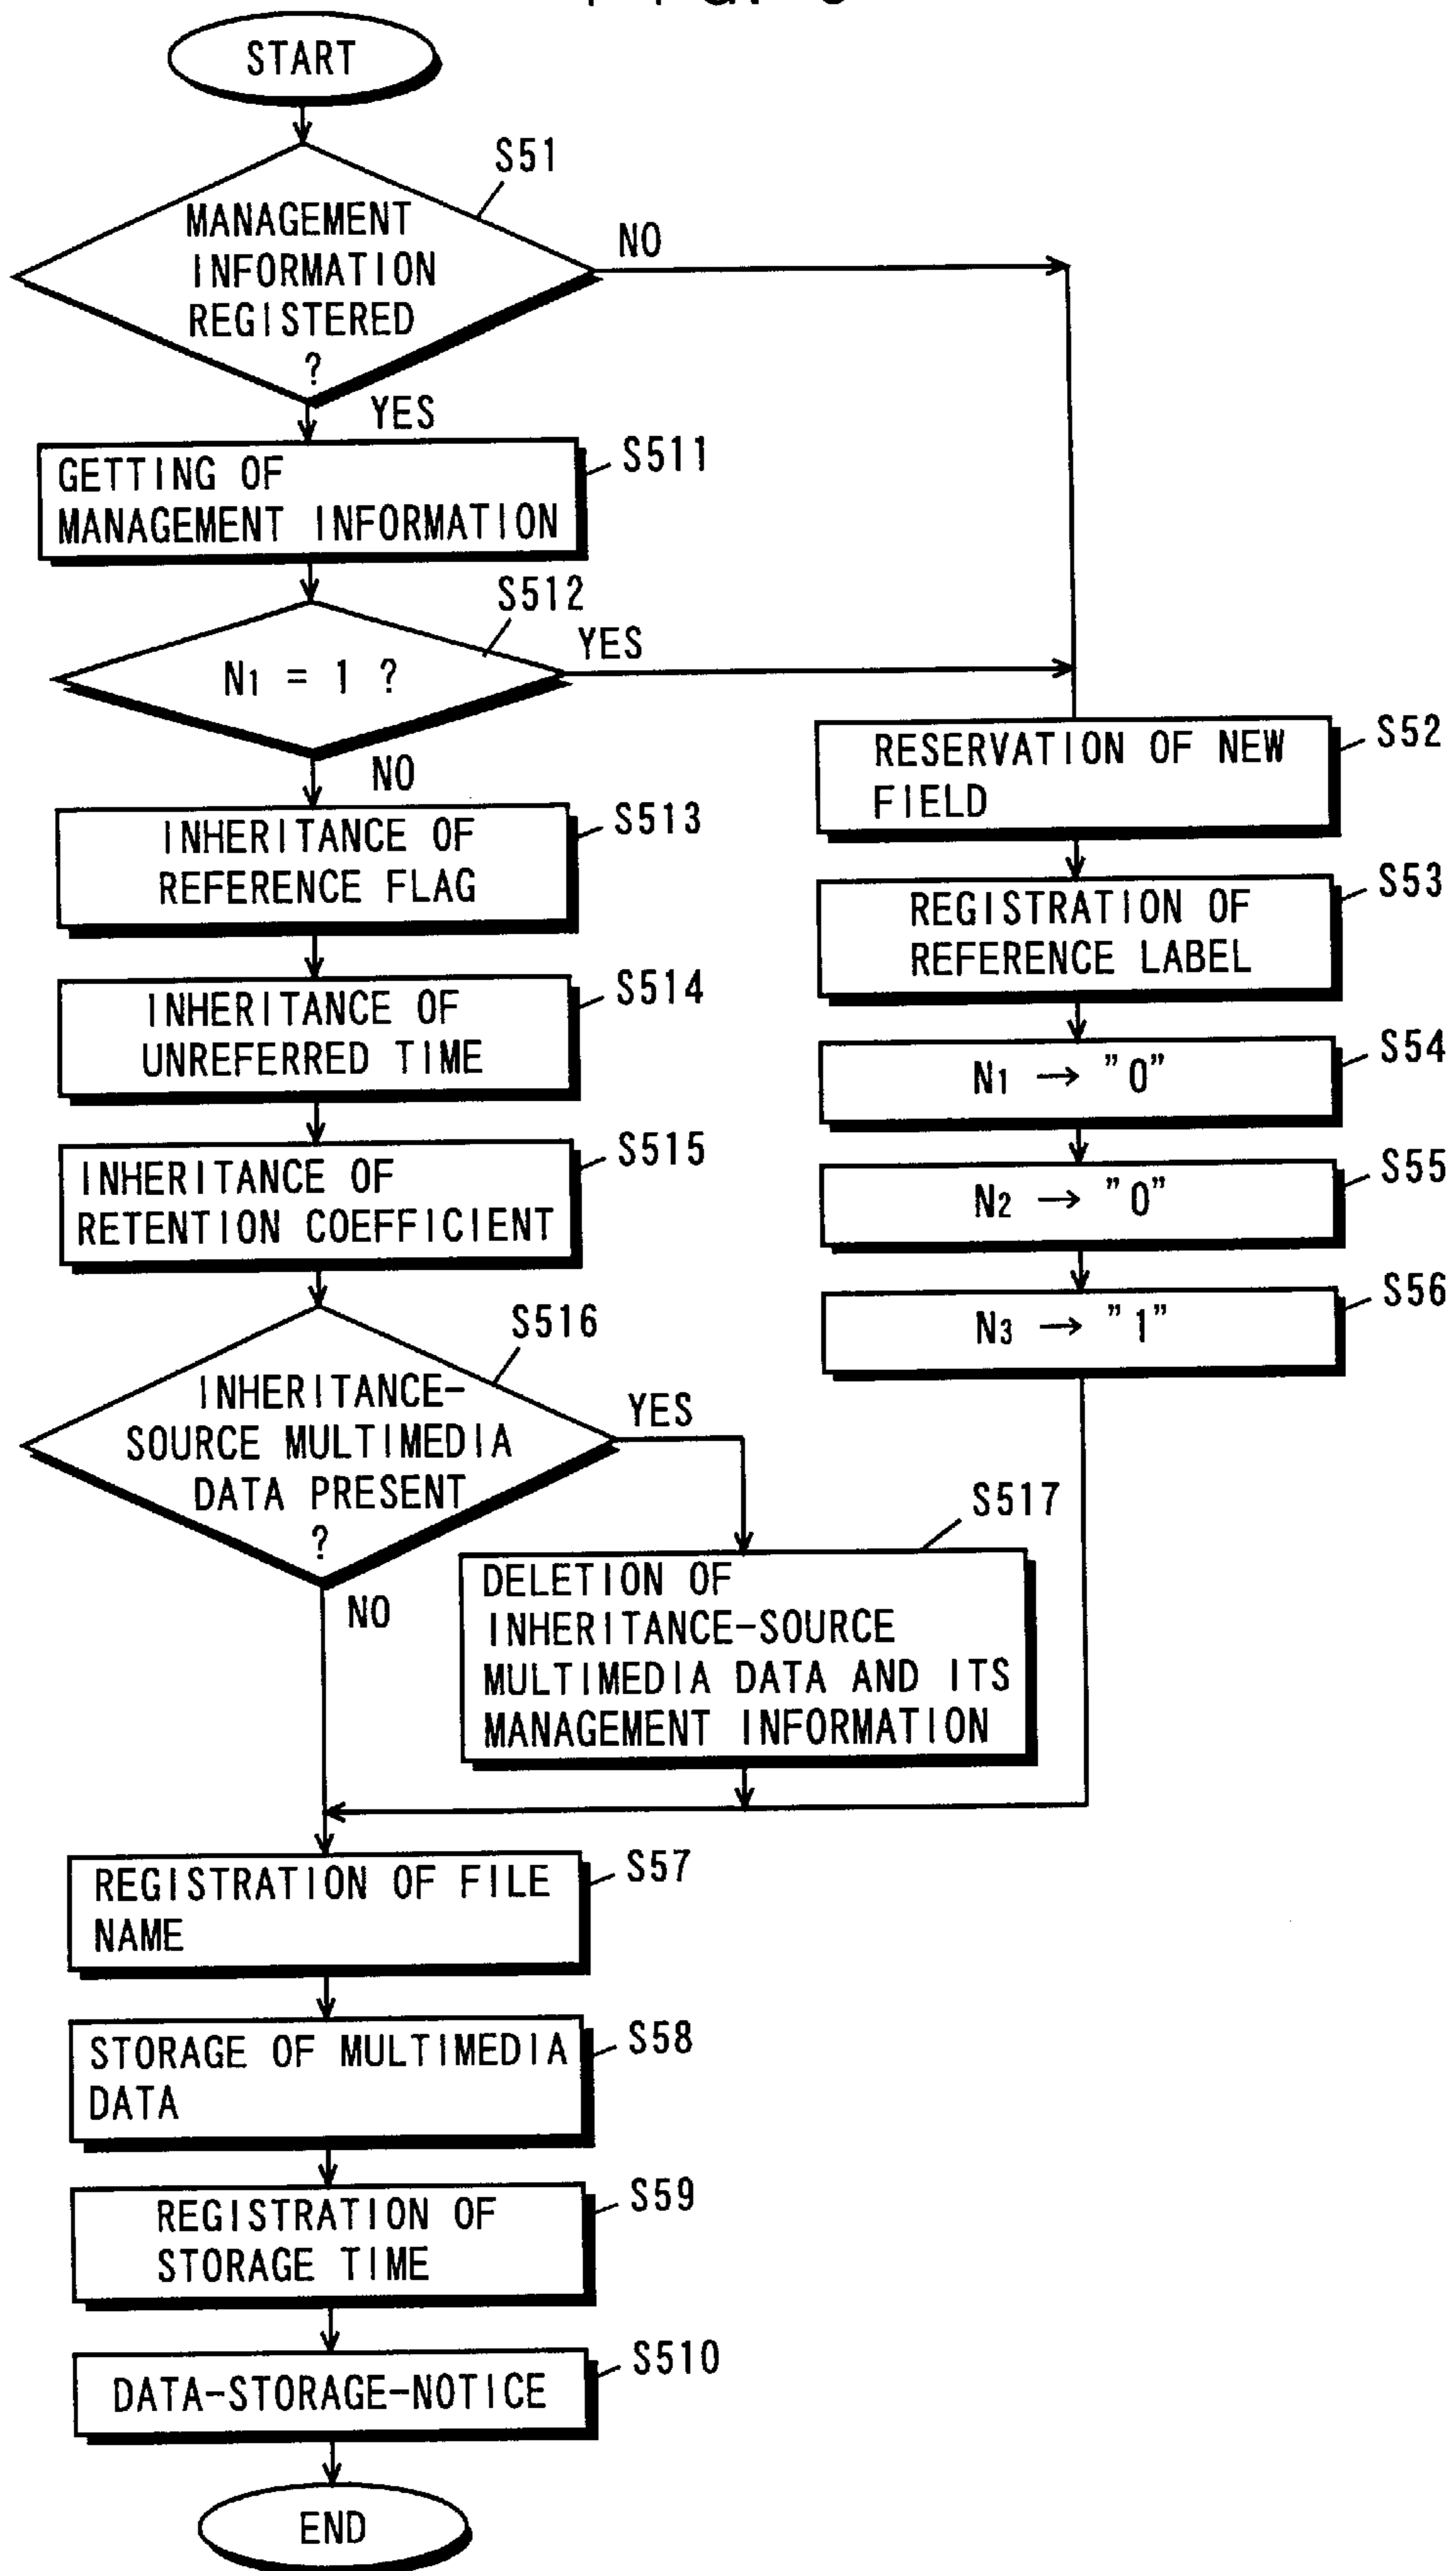 START
S51
MANAGEMENT
INFORMATION
REGISTERED
?
NO
YES
GETTING OF
MANAGEMENT INFORMATION
S511
S512
N1 = 1 ?
YES
NO
RESERVATION OF NEW
FIELD
S52
INHERITANCE OF
REFERENCE FLAG
S513
REGISTRATION OF
REFERENCE LABEL
S53
INHERITANCE OF
UNREFERRED TIME
S514
N1 → "0"
S54
INHERITANCE OF
RETENTION COEFFICIENT
S515
N2 → "0"
S55
N3 → "1"
S56
S516
INHERITANCE-
SOURCE MULTIMEDIA
DATA PRESENT
?
YES
NO
S517
DELETION OF
INHERITANCE-SOURCE
MULTIMEDIA DATA AND ITS
MANAGEMENT INFORMATION
REGISTRATION OF FILE
NAME
S57
STORAGE OF MULTIMEDIA
DATA
S58
REGISTRATION OF
STORAGE TIME
S59
DATA-STORAGE-NOTICE
S510
END